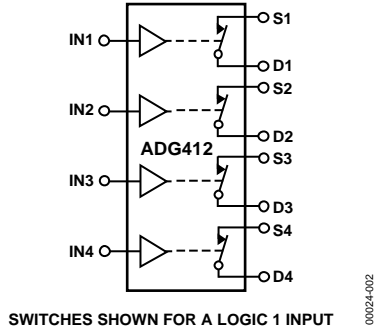 S1
IN1
D1
S2
IN2
D2
ADG412
S3
IN3
D3
S4
IN4
D4
SWITCHES SHOWN FOR A LOGIC 1 INPUT
00024-002